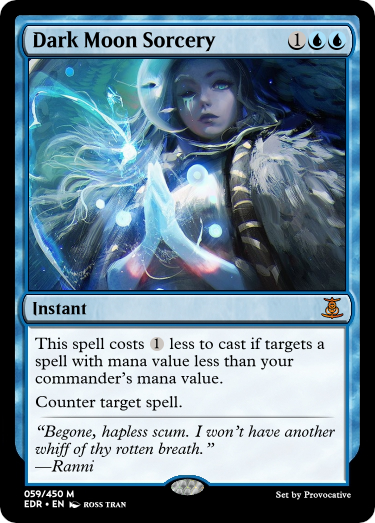 Dark Moon Sorcery 1UU
Instant
This spell costs 1 less to cast if targets a
spell with mana value less than your
commander's mana value.
Counter target spell.
“Begone, hapless scum. I won't have another
whiff of thy rotten breath.”
—Ranni
059/450 M
EDR • EN ROSS TRAN
Set by Provocative